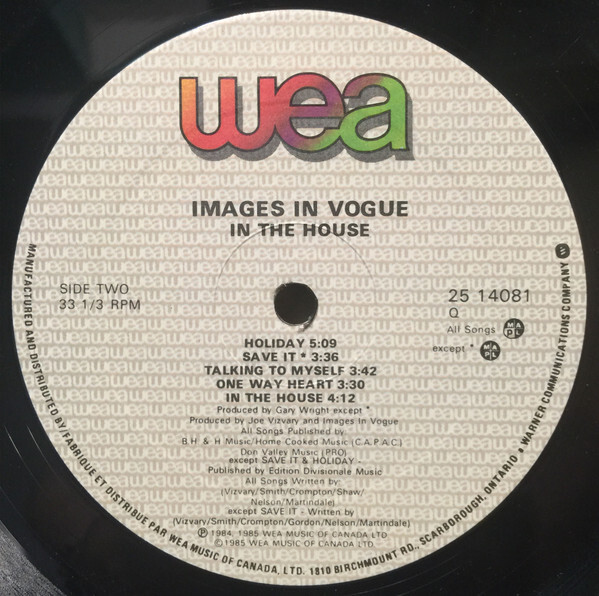 wea
IMAGES IN VOGUE
IN THE HOUSE
SIDE TWO
33 1/3 RPM
25 14081
Q
All Songs MAPL
except * MAPL
HOLIDAY 5:09
SAVE IT * 3:36
TALKING TO MYSELF 3:42
ONE WAY HEART 3:30
IN THE HOUSE 4:12
Produced by Gary Wright except *
Produced by Joe Vizvary and Images In Vogue
All Songs Published by
B.H. & H Music/Home Cooked Music (C.A.P.A.C.)
Don Valley Music (PRO)
except SAVE IT & HOLIDAY -
Published by Edition Divisionale Music
All Songs Written by
(Vizvary/Smith/Crompton/Shaw/
Nelson/Martindale)
except SAVE IT - Written by
(Vizvary/Smith/Crompton/Gordon/Nelson/Martindale)
℗ 1984, 1985 WEA MUSIC OF CANADA LTD
© 1985 WEA MUSIC OF CANADA LTD
MANUFACTURED AND DISTRIBUTED BY/FABRIQUE ET DISTRIBUE PAR WEA MUSIC OF CANADA, LTD. 1810 BIRCHMOUNT RD., SCARBOROUGH, ONTARIO • WARNER COMMUNICATIONS COMPANY